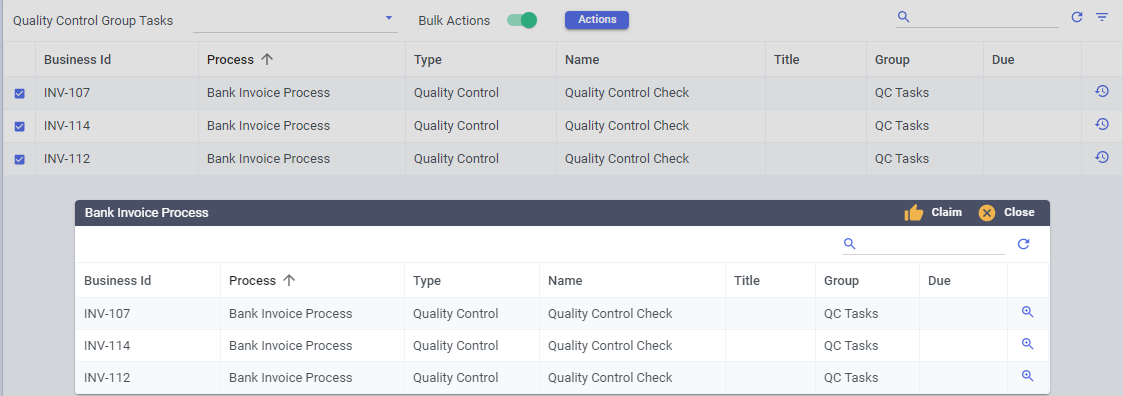 Quality Control Group Tasks Bulk Actions Actions
Business Id Process Type Name Title Group Due
INV-107 Bank Invoice Process Quality Control Quality Control Check QC Tasks
INV-114 Bank Invoice Process Quality Control Quality Control Check QC Tasks
INV-112 Bank Invoice Process Quality Control Quality Control Check QC Tasks
Bank Invoice Process Claim Close
Business Id Process Type Name Title Group Due
INV-107 Bank Invoice Process Quality Control Quality Control Check QC Tasks
INV-114 Bank Invoice Process Quality Control Quality Control Check QC Tasks
INV-112 Bank Invoice Process Quality Control Quality Control Check QC Tasks